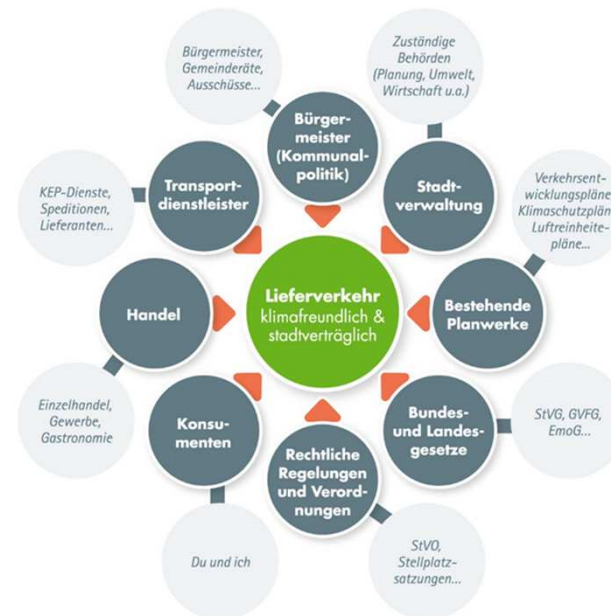 Bürgermeister,
Gemeinderäte,
Ausschüsse...
Zuständige
Behörden
(Planung, Umwelt,
Wirtschaft u.a.)
Bürger-
meister
(Kommunal-
politik)
KEP-Dienste,
Speditionen,
Lieferanten...
Transport-
dienstleister
Stadt-
verwaltung
Verkehrsent-
wicklungspläne
Klimaschutzplän
Luftreinheite-
pläne...
Handel
Lieferverkehr
klimafreundlich &
stadtverträglich
Bestehende
Planwerke
Einzelhandel,
Gewerbe,
Gastronomie
Konsu-
menten
Bundes-
und Landes-
gesetze
StVG, GVFG,
EmoG...
Rechtliche
Regelungen
und Verord-
nungen
Du und ich
StVO,
Stellplatz-
satzungen...